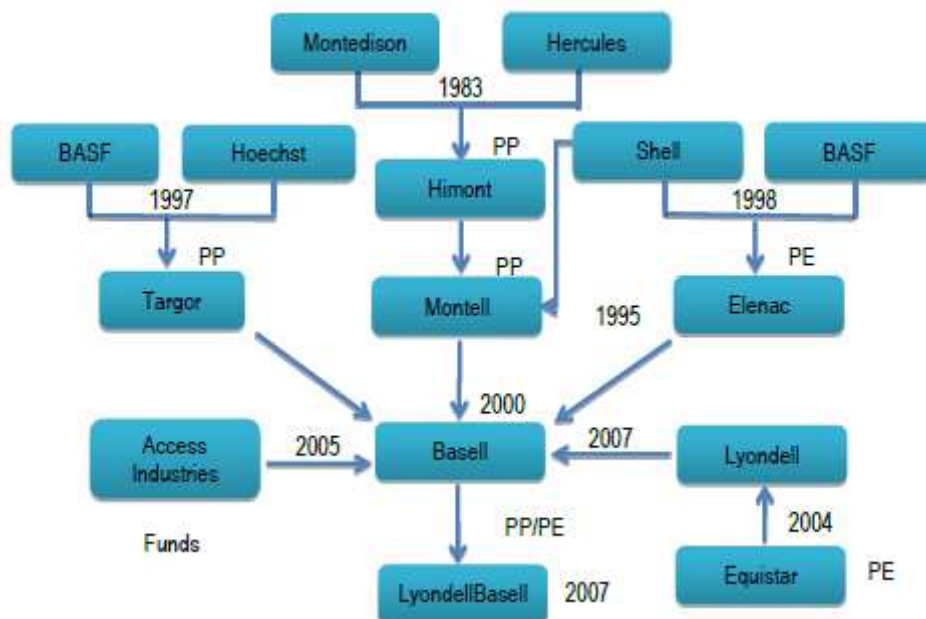 Montedison
Hercules
1983
BASF
Hoechst
PP
Shell
BASF
1997
Himont
1998
PP
PP
PE
Targor
Montell
1995
Elenac
2000
Access
Industries
2005
Basell
2007
Lyondell
Funds
PP/PE
2004
LyondellBasell
2007
Equistar
PE